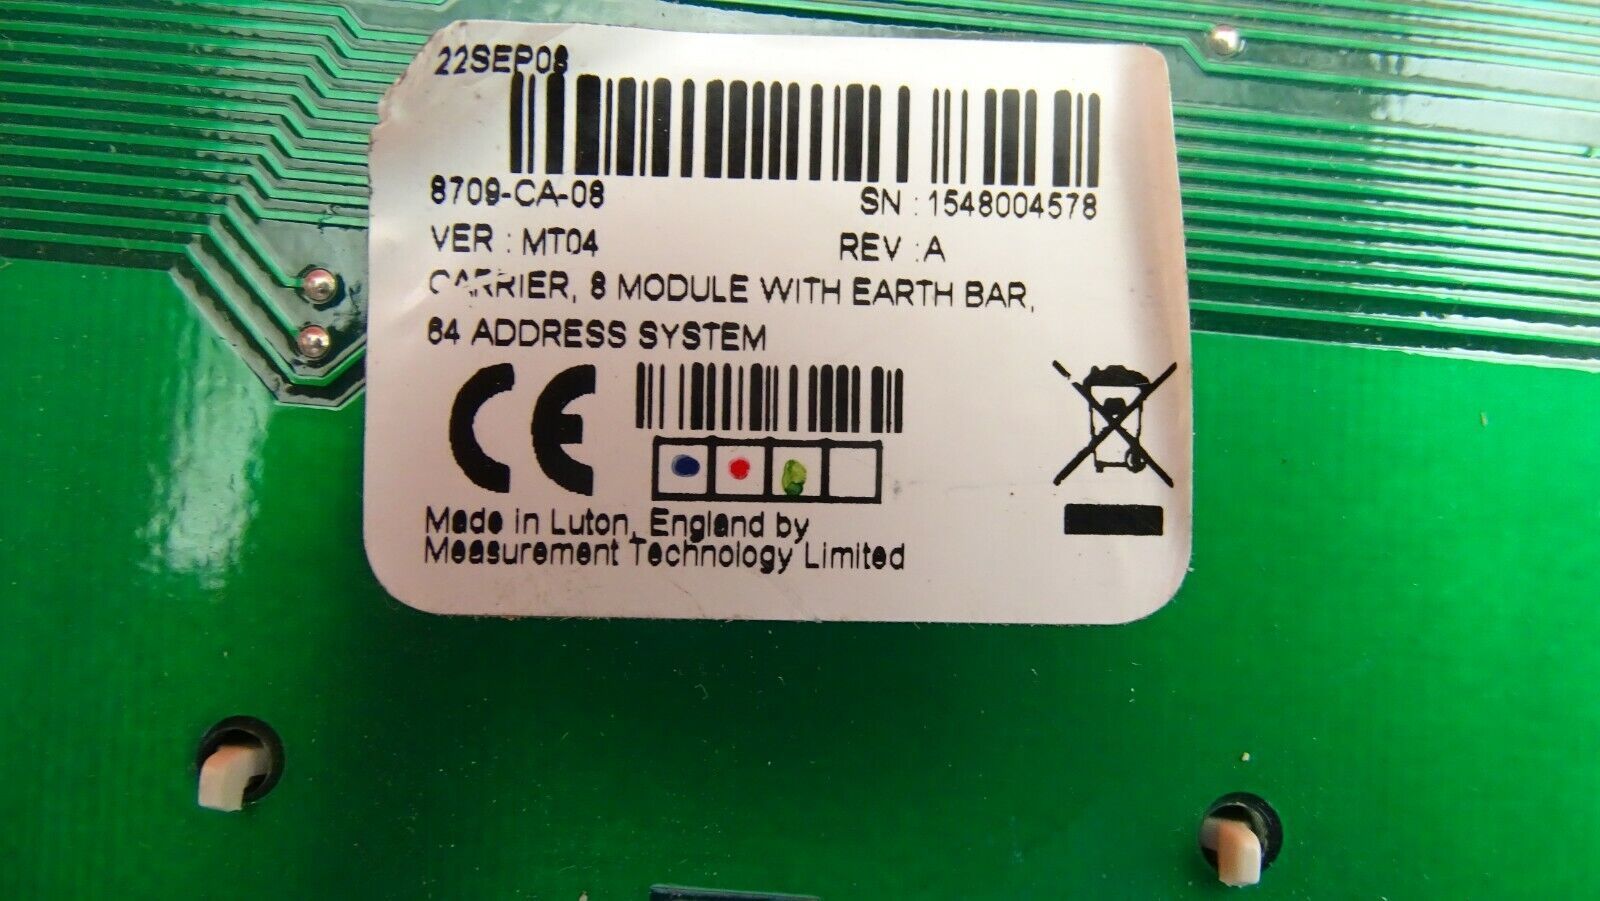 22SEP08
8709-CA-08 SN : 1548004578
VER : MT04 REV :A
CARRIER, 8 MODULE WITH EARTH BAR,
64 ADDRESS SYSTEM
CE
Made in Luton, England by
Measurement Technology Limited